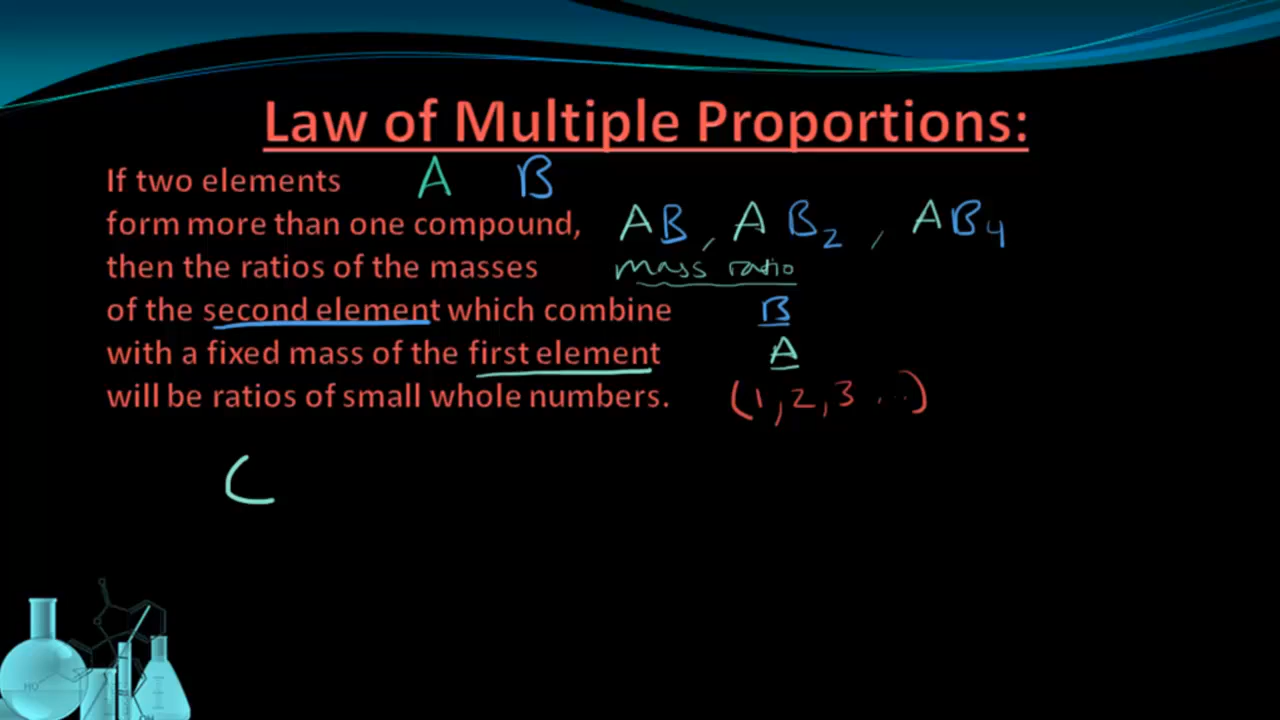 Law of Multiple Proportions:
If two elements A B
form more than one compound, AB, AB2, AB4
then the ratios of the masses mass ratio
of the second element which combine B
with a fixed mass of the first element A
will be ratios of small whole numbers. (1,2,3...)
C
HO
OH